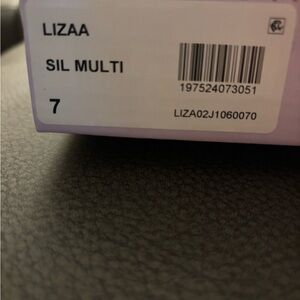 LIZAA
SIL MULTI
197524073051
7
LIZA02J1060070